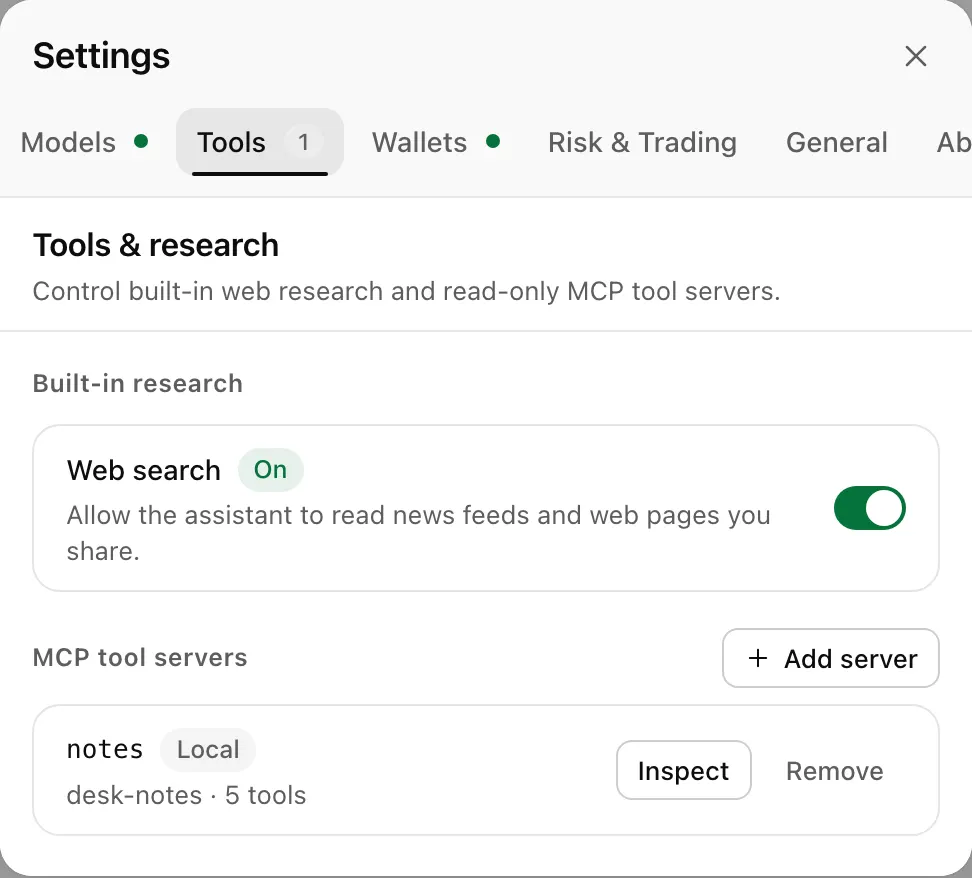 Settings
Models
Tools 1
Wallets
Risk & Trading
General
Ab
Tools & research
Control built-in web research and read-only MCP tool servers.
Built-in research
Web search On
Allow the assistant to read news feeds and web pages you
share.
MCP tool servers
+ Add server
notes Local
desk-notes · 5 tools
Inspect
Remove